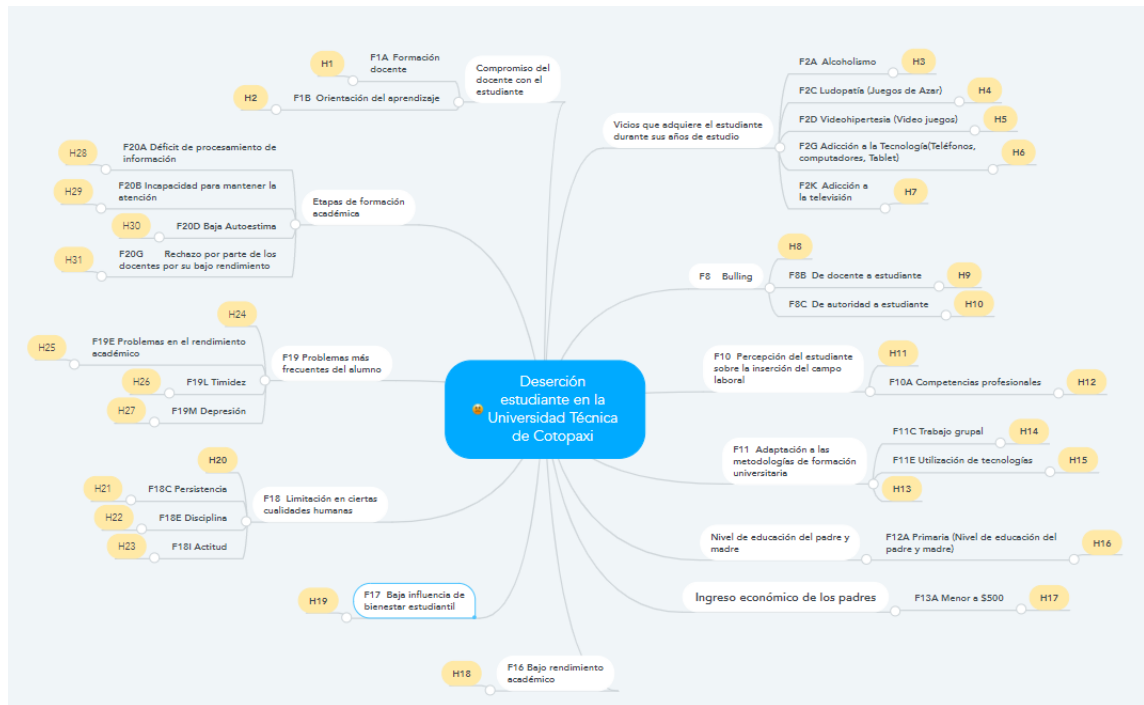 Deserción
estudiante en la
Universidad Técnica
de Cotopaxi
Compromiso del
docente con el
estudiante
F1A Formación
docente
H1
F1B Orientación del aprendizaje
H2
Etapas de formación
académica
F20A Déficit de procesamiento de
información
H28
F20B Incapacidad para mantener la
atención
H29
F20D Baja Autoestima
H30
F20G Rechazo por parte de los
docentes por su bajo rendimiento
H31
F19 Problemas más
frecuentes del alumno
H24
F19E Problemas en el rendimiento
académico
H25
F19L Timidez
H26
F19M Depresión
H27
F18 Limitación en ciertas
cualidades humanas
H20
F18C Persistencia
H21
F18E Disciplina
H22
F18I Actitud
H23
F17 Baja influencia de
bienestar estudiantil
H19
F16 Bajo rendimiento
académico
H18
Vicios que adquiere el estudiante
durante sus años de estudio
F2A Alcoholismo
H3
F2C Ludopatía (Juegos de Azar)
H4
F2D Videohipertesia (Video juegos)
H5
F2G Adicción a la Tecnología(Teléfonos,
computadores, Tablet)
H6
F2K Adicción a
la televisión
H7
F8 Bulling
H8
F8B De docente a estudiante
H9
F8C De autoridad a estudiante
H10
F10 Percepción del estudiante
sobre la inserción del campo
laboral
H11
F10A Competencias profesionales
H12
F11 Adaptación a las
metodologías de formación
universitaria
F11C Trabajo grupal
H14
F11E Utilización de tecnologías
H15
H13
Nivel de educación del padre y
madre
F12A Primaria (Nivel de educación del
padre y madre)
H16
Ingreso económico de los padres
F13A Menor a $500
H17